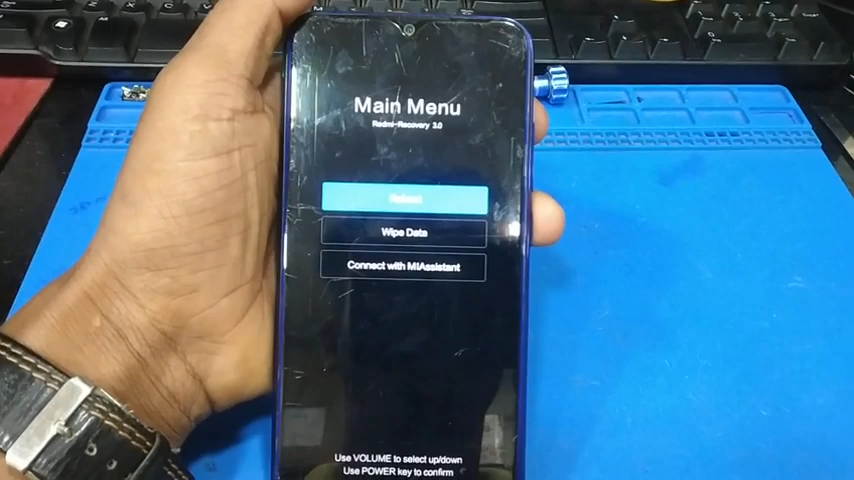 Main Menu
Redmi-Recovery 3.0
Reboot
Wipe Data
Connect with MIAssistant
Use VOLUME to select up/down
Use POWER key to confirm